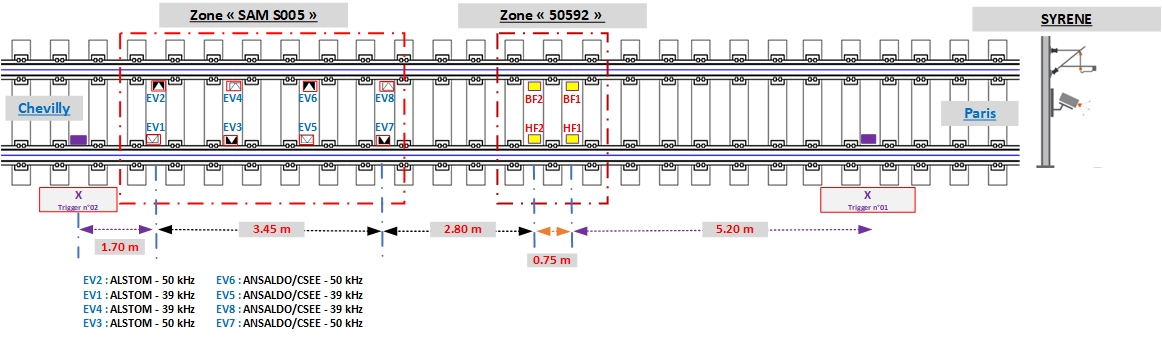 Zone « SAM S005 »
Zone « 50592 »
SYRENE
EV2
EV4
EV6
EV8
BF2
BF1
Chevilly
Paris
EV1
EV3
EV5
EV7
HF2
HF1
X
Trigger n°02
X
Trigger n°01
1.70 m
3.45 m
2.80 m
0.75 m
5.20 m
EV2 : ALSTOM - 50 kHz
EV1 : ALSTOM - 39 kHz
EV4 : ALSTOM - 39 kHz
EV3 : ALSTOM - 50 kHz
EV6 : ANSALDO/CSEE - 50 kHz
EV5 : ANSALDO/CSEE - 39 kHz
EV8 : ANSALDO/CSEE - 39 kHz
EV7 : ANSALDO/CSEE - 50 kHz